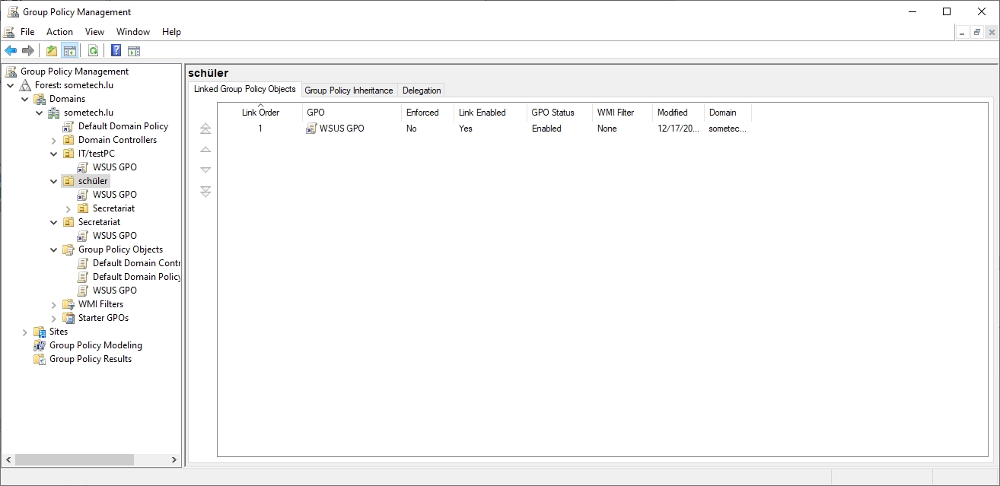 Group Policy Management
File Action View Window Help
Group Policy Management
Forest: sometech.lu
Domains
sometech.lu
Default Domain Policy
Domain Controllers
IT/testPC
WSUS GPO
schüler
WSUS GPO
Secretariat
Secretariat
WSUS GPO
Group Policy Objects
Default Domain Contr
Default Domain Policy
WSUS GPO
WMI Filters
Starter GPOs
Sites
Group Policy Modeling
Group Policy Results
schüler
Linked Group Policy Objects Group Policy Inheritance Delegation
Link Order GPO Enforced Link Enabled GPO Status WMI Filter Modified Domain
1 WSUS GPO No Yes Enabled None 12/17/20... sometec...